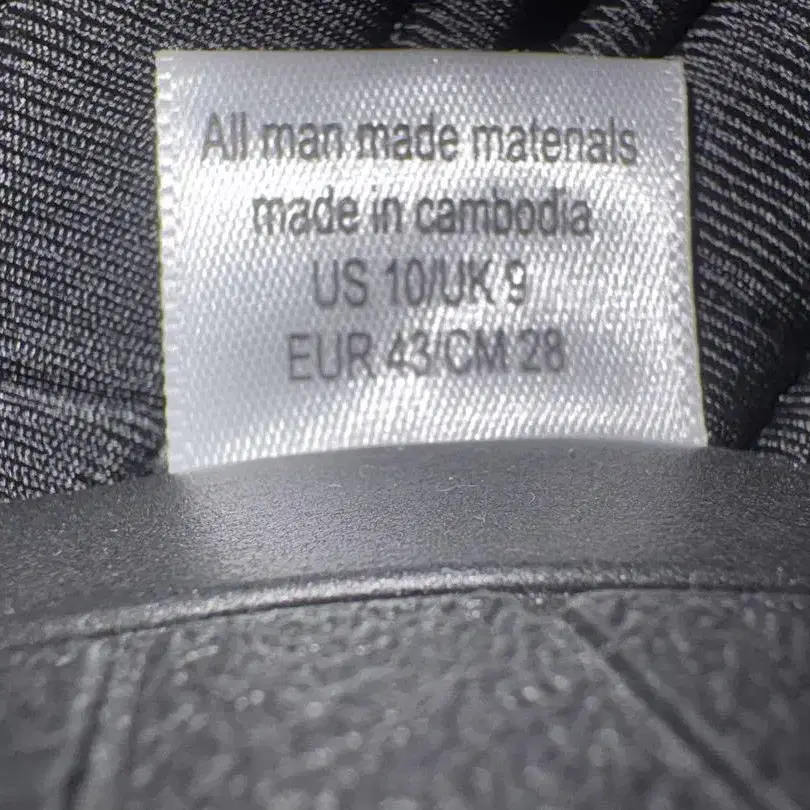 All man made materials
made in cambodia
US 10/UK 9
EUR 43/CM 28